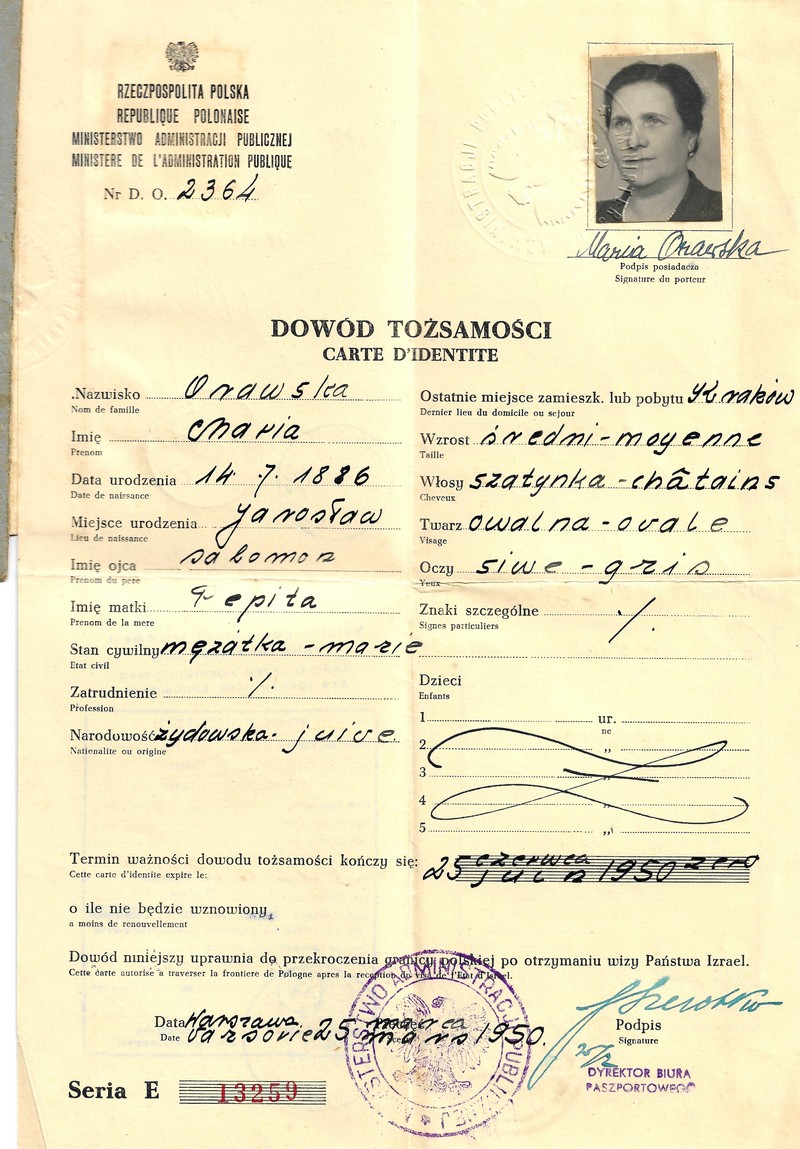 RZECZPOSPOLITA POLSKA
REPUBLIQUE POLONAISE
MINISTERSTWO ADMINISTRACJI PUBLICZNEJ
MINISTERE DE L'ADMINISTRATION PUBLIQUE
Nr D. O. 2364
Maria Orawska
Podpis posiadacza
Signature du porteur
DOWÓD TOŻSAMOŚCI
CARTE D'IDENTITE
Nazwisko Orawska
Nom de famille
Imię Maria
Prenom
Data urodzenia 14. 7. 1886
Date de naissance
Miejsce urodzenia Jarosław
Lieu de naissance
Imię ojca Salomon
Prenom du pere
Imię matki Pepita
Prenom de la mere
Stan cywilny mężatka - marie
Etat civil
Zatrudnienie ./.
Profession
Narodowość żydowska - juive
Nationalite ou origine
Ostatnie miejsce zamieszk. lub pobytu Kraków
Dernier lieu du domicile ou sejour
Wzrost średni - moyenne
Taille
Włosy szatynka - châtains
Cheveux
Twarz owalna - ovale
Visage
Oczy siwe - gris
Yeux
Znaki szczególne ./.
Signes particuliers
Dzieci
Enfants
1 ur.
ne
2 „
3
4 „
5 „
Termin ważności dowodu tożsamości kończy się: 25 czerwca 1950 zero
Cette carte d'identite expire le: juin
o ile nie będzie wznowiony,
a moins de renouvellement
Dowód niniejszy uprawnia do przekroczenia granicy polskiej po otrzymaniu wizy Państwa Izrael.
Cette carte autorise a traverser la frontiere de Pologne apres la reception du visa de l'Etat d'Israel.
Data Warszawa 25 marca 1950.
Date Varsovie mars
MINISTERSTWO ADMINISTRACJI PUBLICZNEJ
Podpis
Signature
DYREKTOR BIURA
PASZPORTOWEGO
Seria E 13259